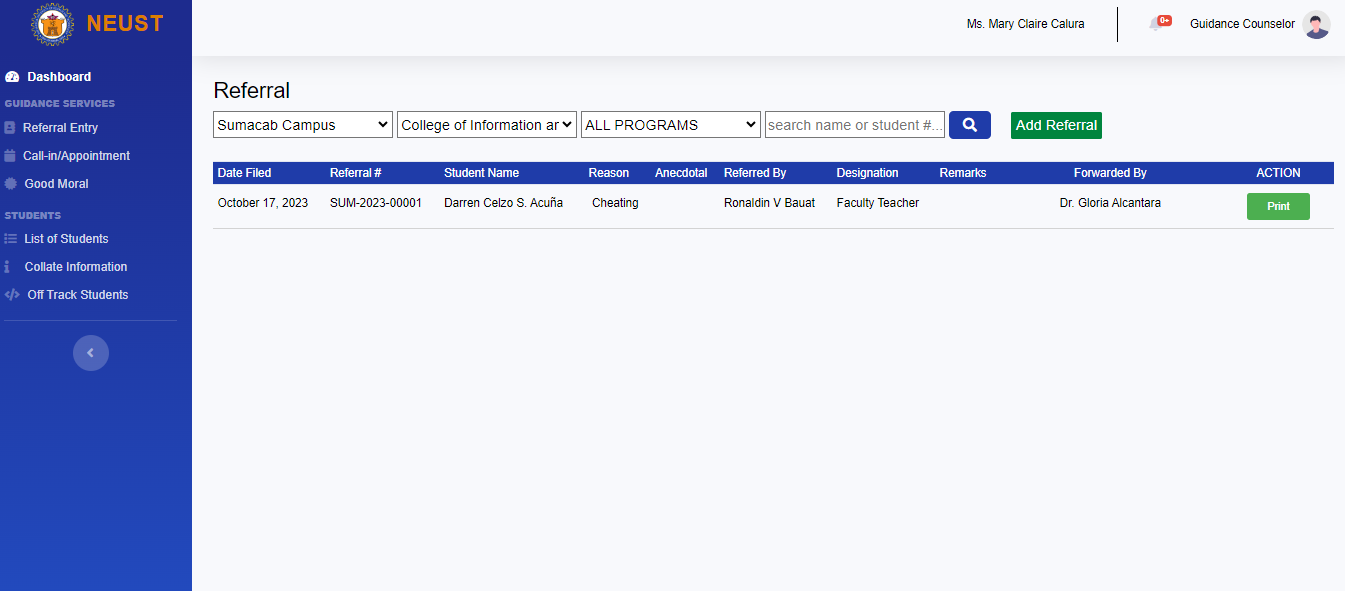 NEUST
Ms. Mary Claire Calura
0+
Guidance Counselor
Dashboard
GUIDANCE SERVICES
Referral Entry
Call-in/Appointment
Good Moral
STUDENTS
List of Students
Collate Information
Off Track Students
Referral
Sumacab Campus College of Information ar ALL PROGRAMS search name or student #... Add Referral
Date Filed Referral # Student Name Reason Anecdotal Referred By Designation Remarks Forwarded By ACTION
October 17, 2023 SUM-2023-00001 Darren Celzo S. Acuña Cheating Ronaldin V Bauat Faculty Teacher Dr. Gloria Alcantara Print